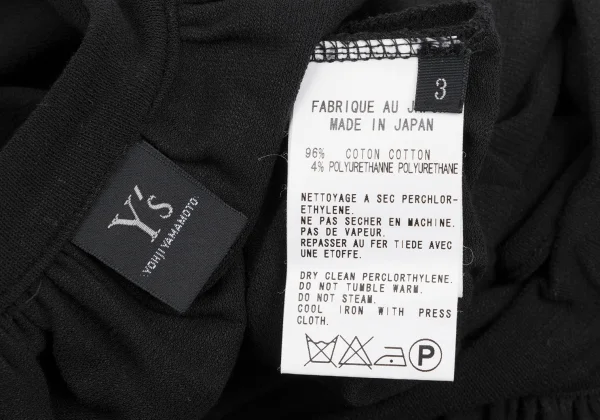 Y's
YOHJI YAMAMOTO
3
FABRIQUE AU
MADE IN JAPAN
96% COTON COTTON
4% POLYURETHANNE POLYURETHANE
NETTOYAGE A SEC PERCHLOR-
ETHYLENE.
NE PAS SECHER EN MACHINE.
PAS DE VAPEUR.
REPASSER AU FER TIEDE AVEC
UNE ETOFFE.
DRY CLEAN PERCLORTHYLENE.
DO NOT TUMBLE WARM.
DO NOT STEAM.
COOL IRON WITH PRESS
CLOTH.
P